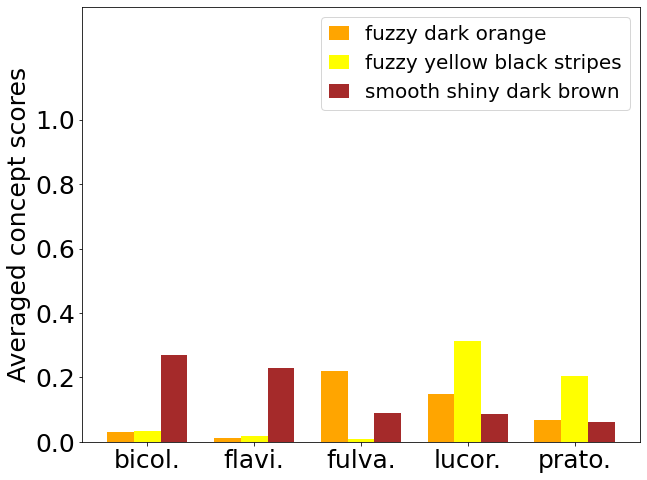 fuzzy dark orange
fuzzy yellow black stripes
smooth shiny dark brown
Averaged concept scores
1.0
0.8
0.6
0.4
0.2
0.0
bicol.
flavi.
fulva.
lucor.
prato.